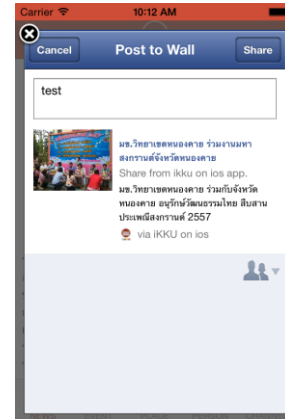 Carrier 10:12 AM
Cancel Post to Wall Share
test
มข.วิทยาเขตหนองคาย ร่วมงานมหา
สงกรานต์จังหวัดหนองคาย
Share from ikku on ios app.
มข.วิทยาเขตหนองคาย ร่วมกับจังหวัด
หนองคาย อนุรักษ์วัฒนธรรมไทย สืบสาน
ประเพณีสงกรานต์ 2557
via iKKU on ios